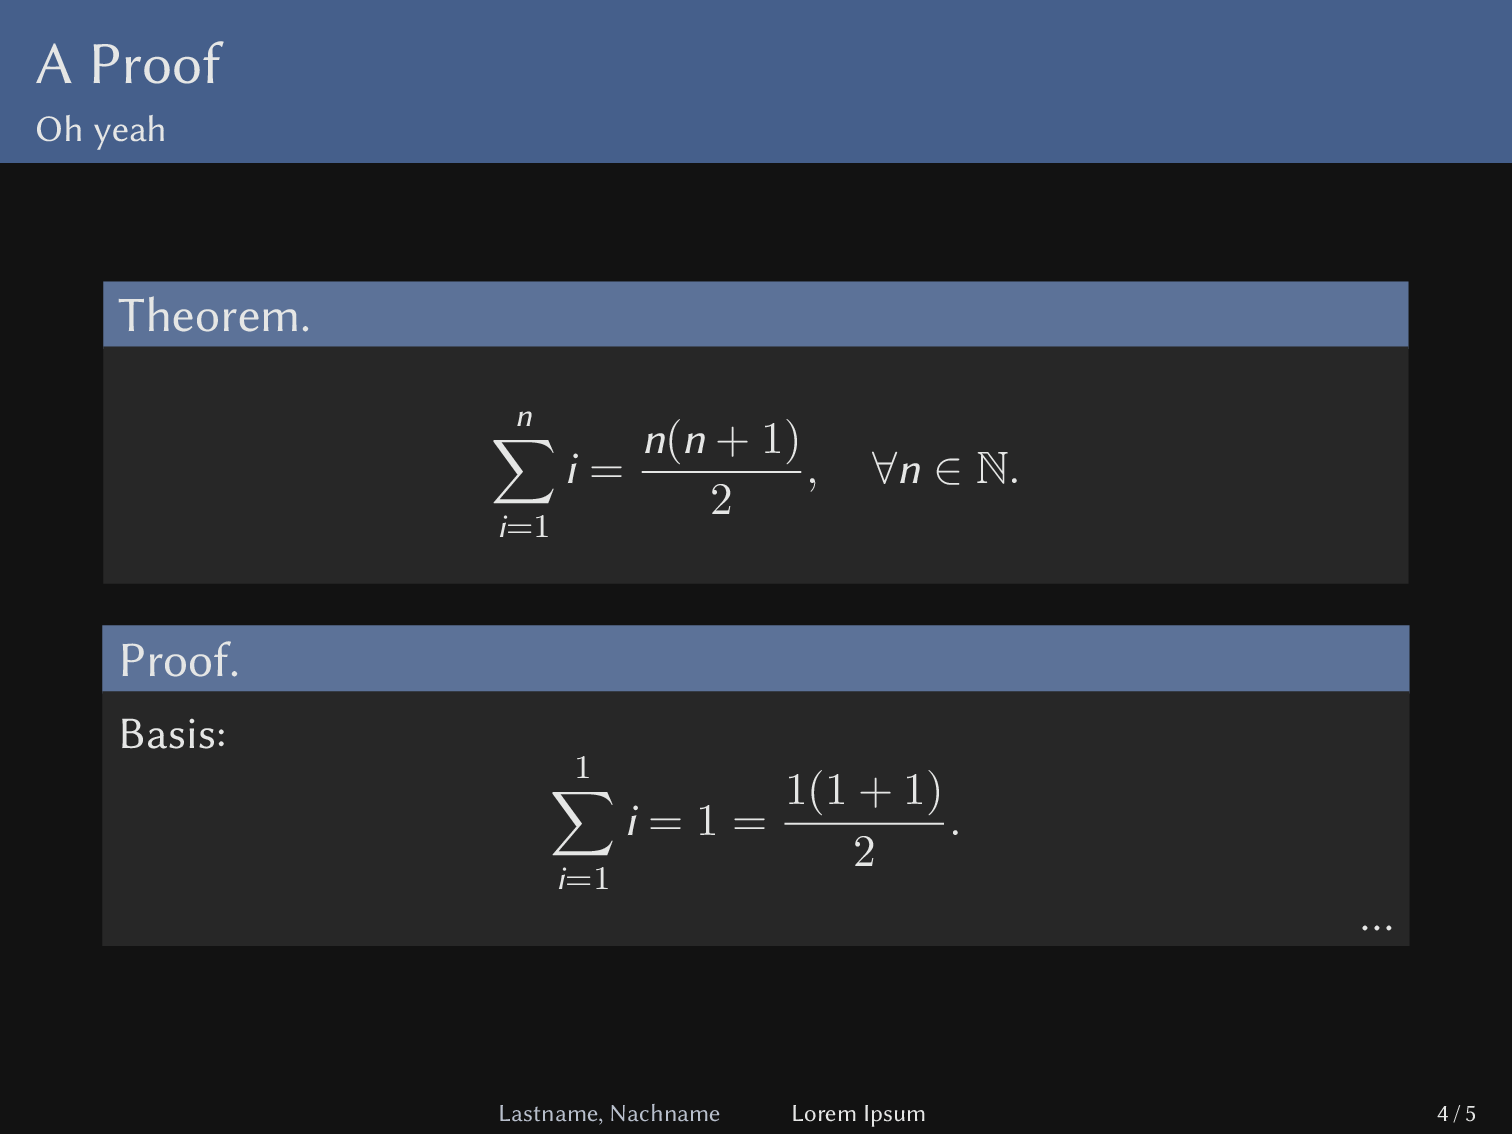 A Proof
Oh yeah
Theorem.
$$\sum_{i=1}^{n} i = \frac{n(n+1)}{2}, \quad \forall n \in \mathbb{N}.$$
Proof.
Basis:
$$\sum_{i=1}^{1} i = 1 = \frac{1(1+1)}{2}.$$
...
Lastname, Nachname Lorem Ipsum 4 / 5